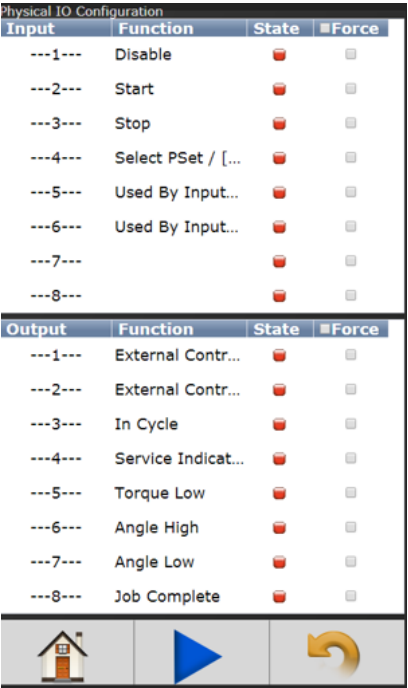 Physical IO Configuration
Input Function State Force
---1--- Disable
---2--- Start
---3--- Stop
---4--- Select PSet / [...
---5--- Used By Input...
---6--- Used By Input...
---7---
---8---
Output Function State Force
---1--- External Contr...
---2--- External Contr...
---3--- In Cycle
---4--- Service Indicat...
---5--- Torque Low
---6--- Angle High
---7--- Angle Low
---8--- Job Complete